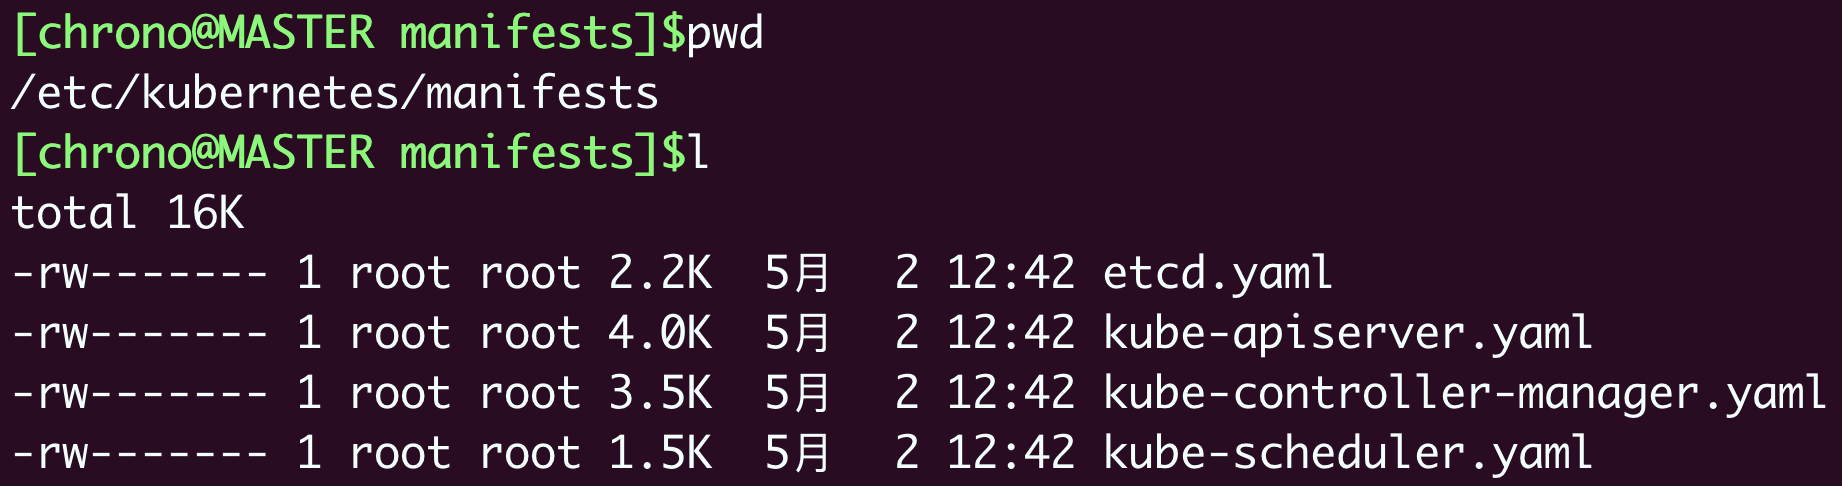 [chrono@MASTER manifests]$pwd
/etc/kubernetes/manifests
[chrono@MASTER manifests]$l
total 16K
-rw------- 1 root root 2.2K  5月   2 12:42 etcd.yaml
-rw------- 1 root root 4.0K  5月   2 12:42 kube-apiserver.yaml
-rw------- 1 root root 3.5K  5月   2 12:42 kube-controller-manager.yaml
-rw------- 1 root root 1.5K  5月   2 12:42 kube-scheduler.yaml